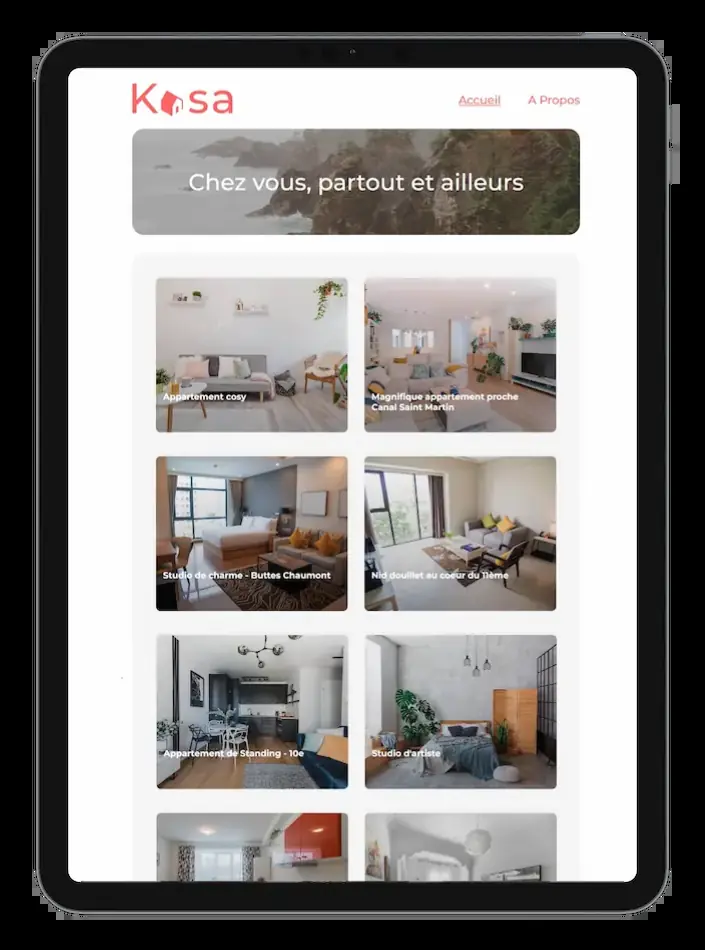 Kasa
Accueil
A Propos
Chez vous, partout et ailleurs
Appartement cosy
Magnifique appartement proche
Canal Saint Martin
Studio de charme - Buttes Chaumont
Nid douillet au coeur du 11ème
Appartement de Standing - 10e
Studio d'artiste